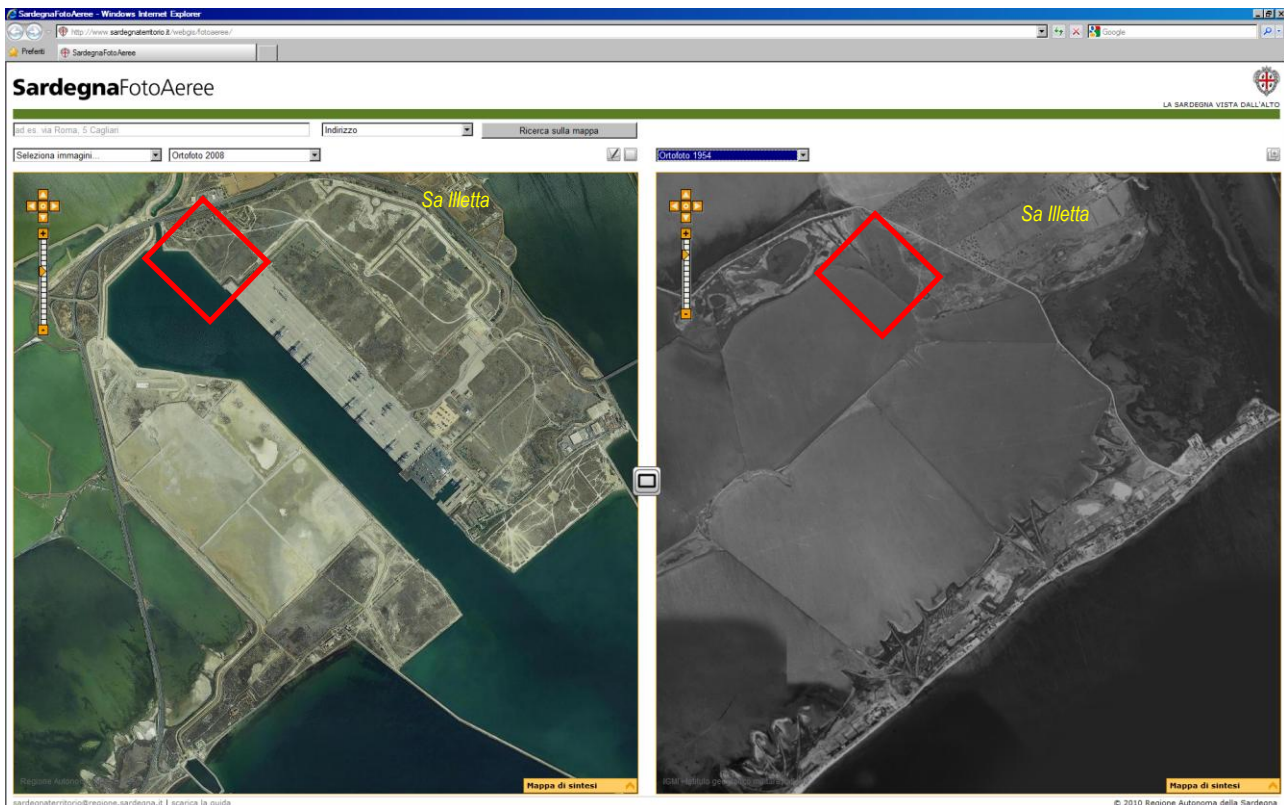 SardegnaFotoAeree - Windows Internet Explorer
http://www.sardegnaterritorio.it/webgis/fotoaeree/
Google
Preferiti
SardegnaFotoAeree
SardegnaFotoAeree
LA SARDEGNA VISTA DALL'ALTO
ad es. via Roma, 5 Cagliari
Indirizzo
Ricerca sulla mappa
Seleziona immagini...
Ortofoto 2008
Ortofoto 1954
Sa Illetta
Sa Illetta
Mappa di sintesi
Mappa di sintesi
sardegnaterritorio@regione.sardegna.it | scarica la guida
© 2010 Regione Autonoma della Sardegna